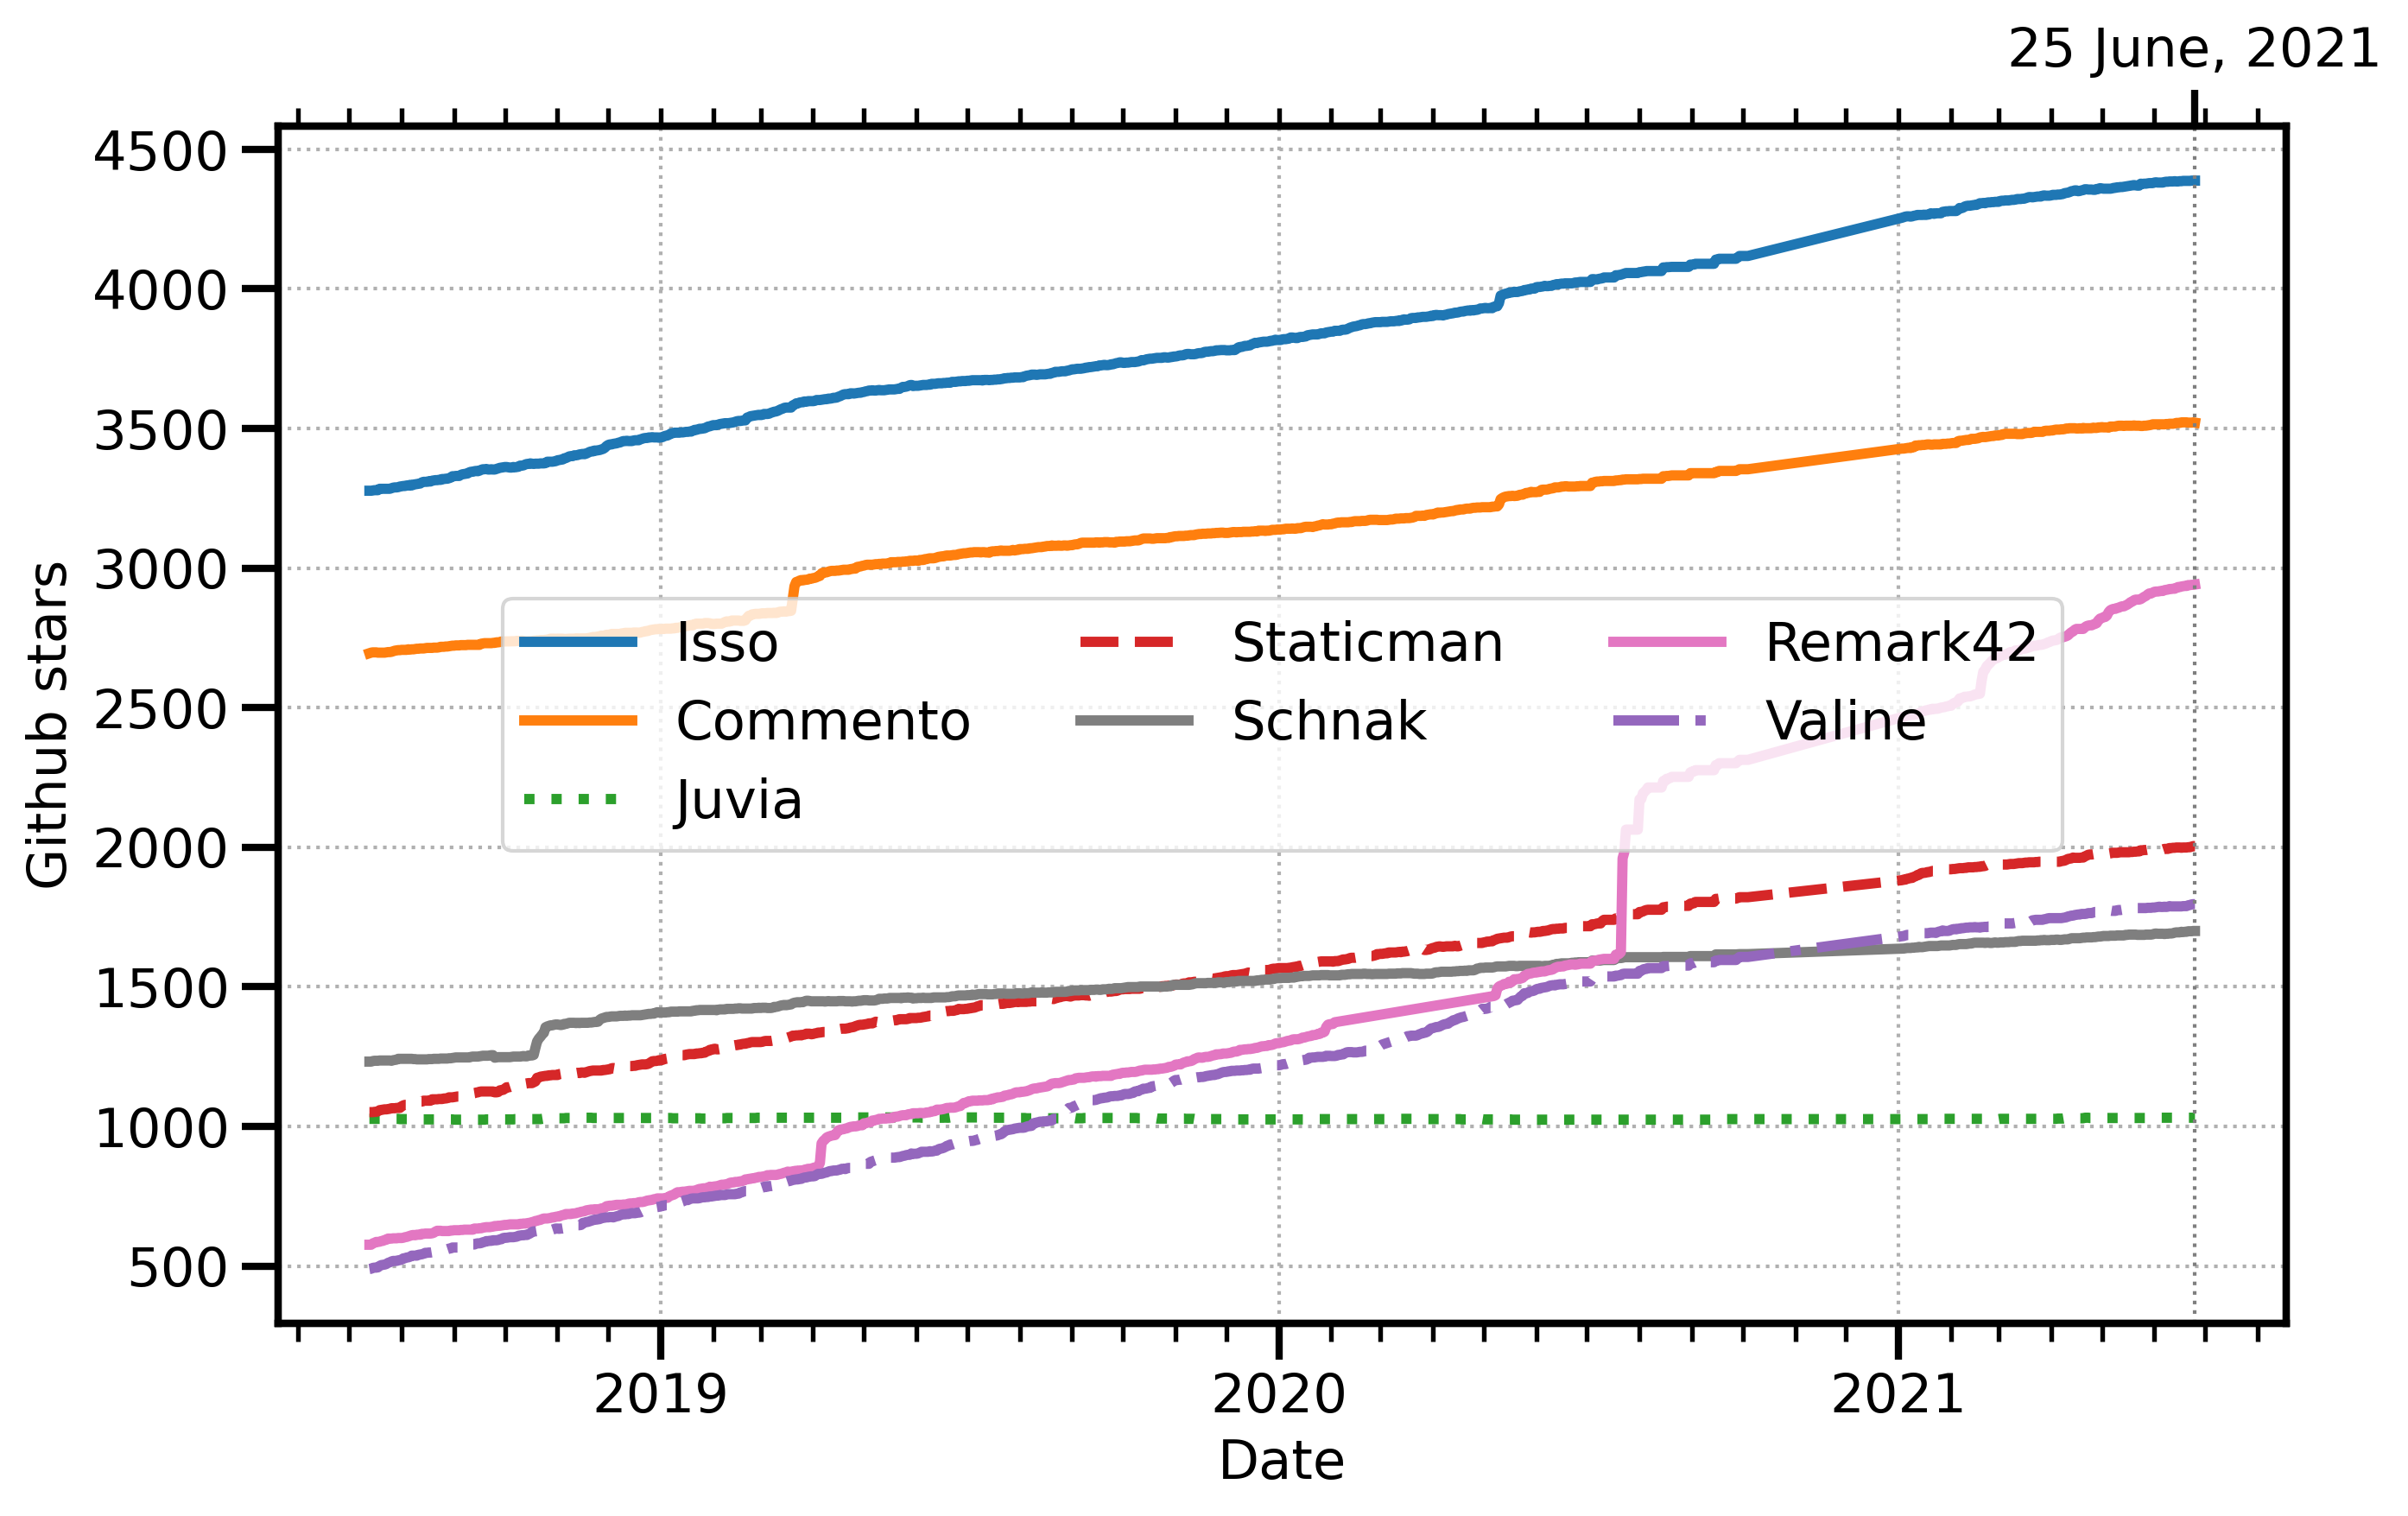 25 June, 2021
4500
4000
3500
3000
2500
2000
1500
1000
500
Github stars
Isso
Commento
Juvia
Staticman
Schnak
Remark42
Valine
2019
2020
2021
Date